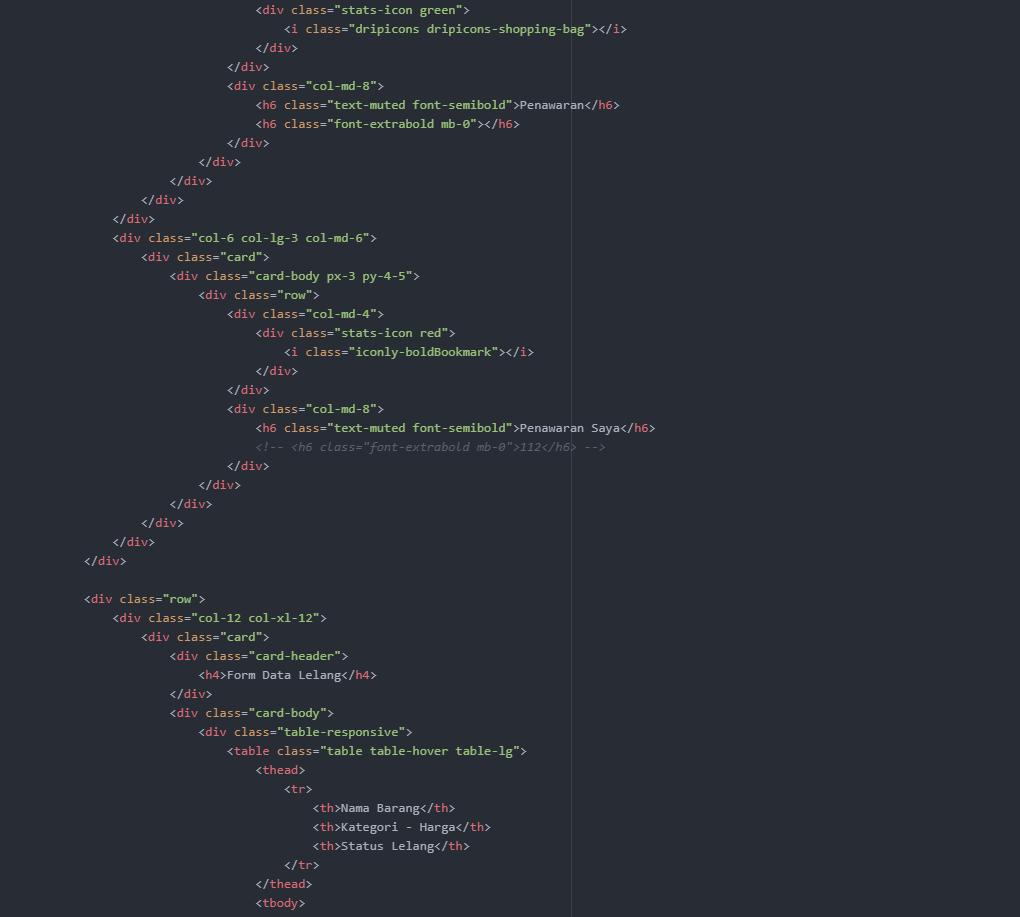 <div class="stats-icon green">
<i class="dripicons dripicons-shopping-bag"></i>
</div>
</div>
<div class="col-md-8">
<h6 class="text-muted font-semibold">Penawaran</h6>
<h6 class="font-extrabold mb-0"></h6>
</div>
</div>
</div>
</div>
</div>
<div class="col-6 col-lg-3 col-md-6">
<div class="card">
<div class="card-body px-3 py-4-5">
<div class="row">
<div class="col-md-4">
<div class="stats-icon red">
<i class="iconly-boldBookmark"></i>
</div>
</div>
<div class="col-md-8">
<h6 class="text-muted font-semibold">Penawaran Saya</h6>
<!-- <h6 class="font-extrabold mb-0">112</h6> -->
</div>
</div>
</div>
</div>
</div>
</div>
<div class="row">
<div class="col-12 col-xl-12">
<div class="card">
<div class="card-header">
<h4>Form Data Lelang</h4>
</div>
<div class="card-body">
<div class="table-responsive">
<table class="table table-hover table-lg">
<thead>
<tr>
<th>Nama Barang</th>
<th>Kategori - Harga</th>
<th>Status Lelang</th>
</tr>
</thead>
<tbody>